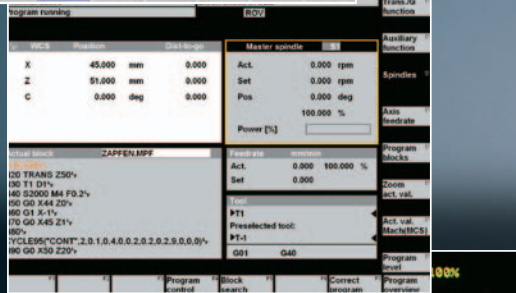 Trans./G
function
Program running
ROV
Auxiliary
function
WCS Position Dist-to-go
Master spindle S1
X 45.000 mm 0.000
Act. 0.000 rpm
Z 51.000 mm 0.000
Set 0.000 rpm
Spindles
C 0.000 deg 0.000
Pos 0.000 deg
100.000 %
Axis
feedrate
Power [%]
Actual block ZAPFEN.MPF
Feedrate mm/min
Program
blocks
Act. 0.000 100.000 %
20 TRANS Z50
Set 0.000
30 T1 D1
Zoom
act. val.
40 S2000 M4 F0.2
50 G0 X44 Z0
Tool
60 G1 X-1
T1
70 G0 X45 Z1
Preselected tool:
Act. val.
Mach(MCS)
YCYCLE95("CONT",2,0.1,0.4,0.0,2,0.2,0.2,9,0,0,0)
T-1
90 G0 X50 Z20
G01 G40
Program
level
Program
control
Block
search
Correct
program
Program
overview
100%